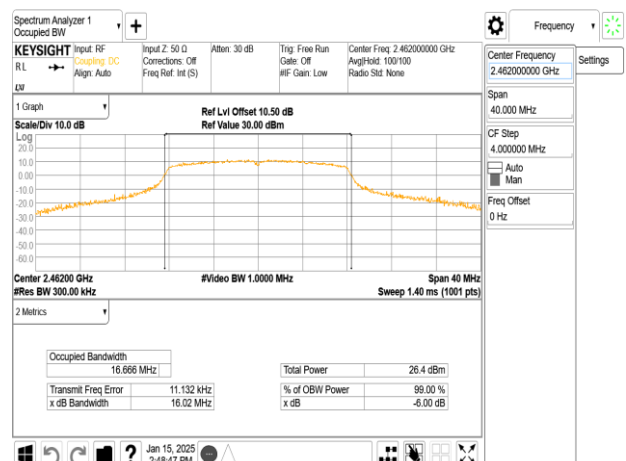 Spectrum Analyzer 1
Occupied BW
Frequency
KEYSIGHT
RL
LXI
Input: RF
Coupling: DC
Align: Auto
Input Z: 50 Ω
Corrections: Off
Freq Ref: Int (S)
Atten: 30 dB
Trig: Free Run
Gate: Off
#IF Gain: Low
Center Freq: 2.462000000 GHz
Avg|Hold: 100/100
Radio Std: None
Center Frequency
2.462000000 GHz
Settings
Span
40.000 MHz
CF Step
4.000000 MHz
Auto
Man
Freq Offset
0 Hz
1 Graph
Scale/Div 10.0 dB
Ref Lvl Offset 10.50 dB
Ref Value 30.00 dBm
Log
20.0
10.0
0.00
-10.0
-20.0
-30.0
-40.0
-50.0
-60.0
Center 2.46200 GHz
#Res BW 300.00 kHz
#Video BW 1.0000 MHz
Span 40 MHz
Sweep 1.40 ms (1001 pts)
2 Metrics
Occupied Bandwidth
16.666 MHz
Total Power 26.4 dBm
Transmit Freq Error 11.132 kHz
% of OBW Power 99.00 %
x dB Bandwidth 16.02 MHz
x dB -6.00 dB
?
Jan 15, 2025
2:48:47 PM